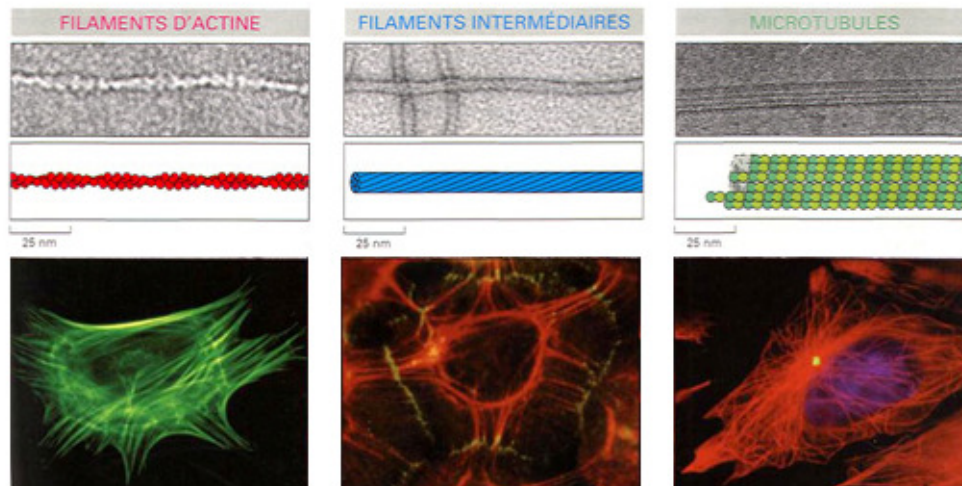 FILAMENTS D'ACTINE
FILAMENTS INTERMÉDIAIRES
MICROTUBULES
25 nm
25 nm
25 nm